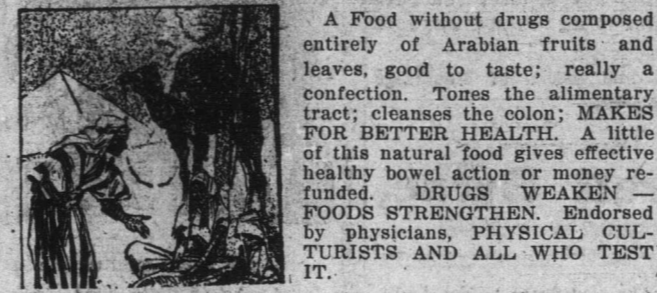 A Food without drugs composed
entirely of Arabian fruits and
leaves, good to taste; really a
confection. Tones the alimentary
tract; cleanses the colon; MAKES
FOR BETTER HEALTH. A little
of this natural food gives effective
healthy bowel action or money re-
funded. DRUGS WEAKEN —
FOODS STRENGTHEN. Endorsed
by physicians, PHYSICAL CUL-
TURISTS AND ALL WHO TEST
IT.